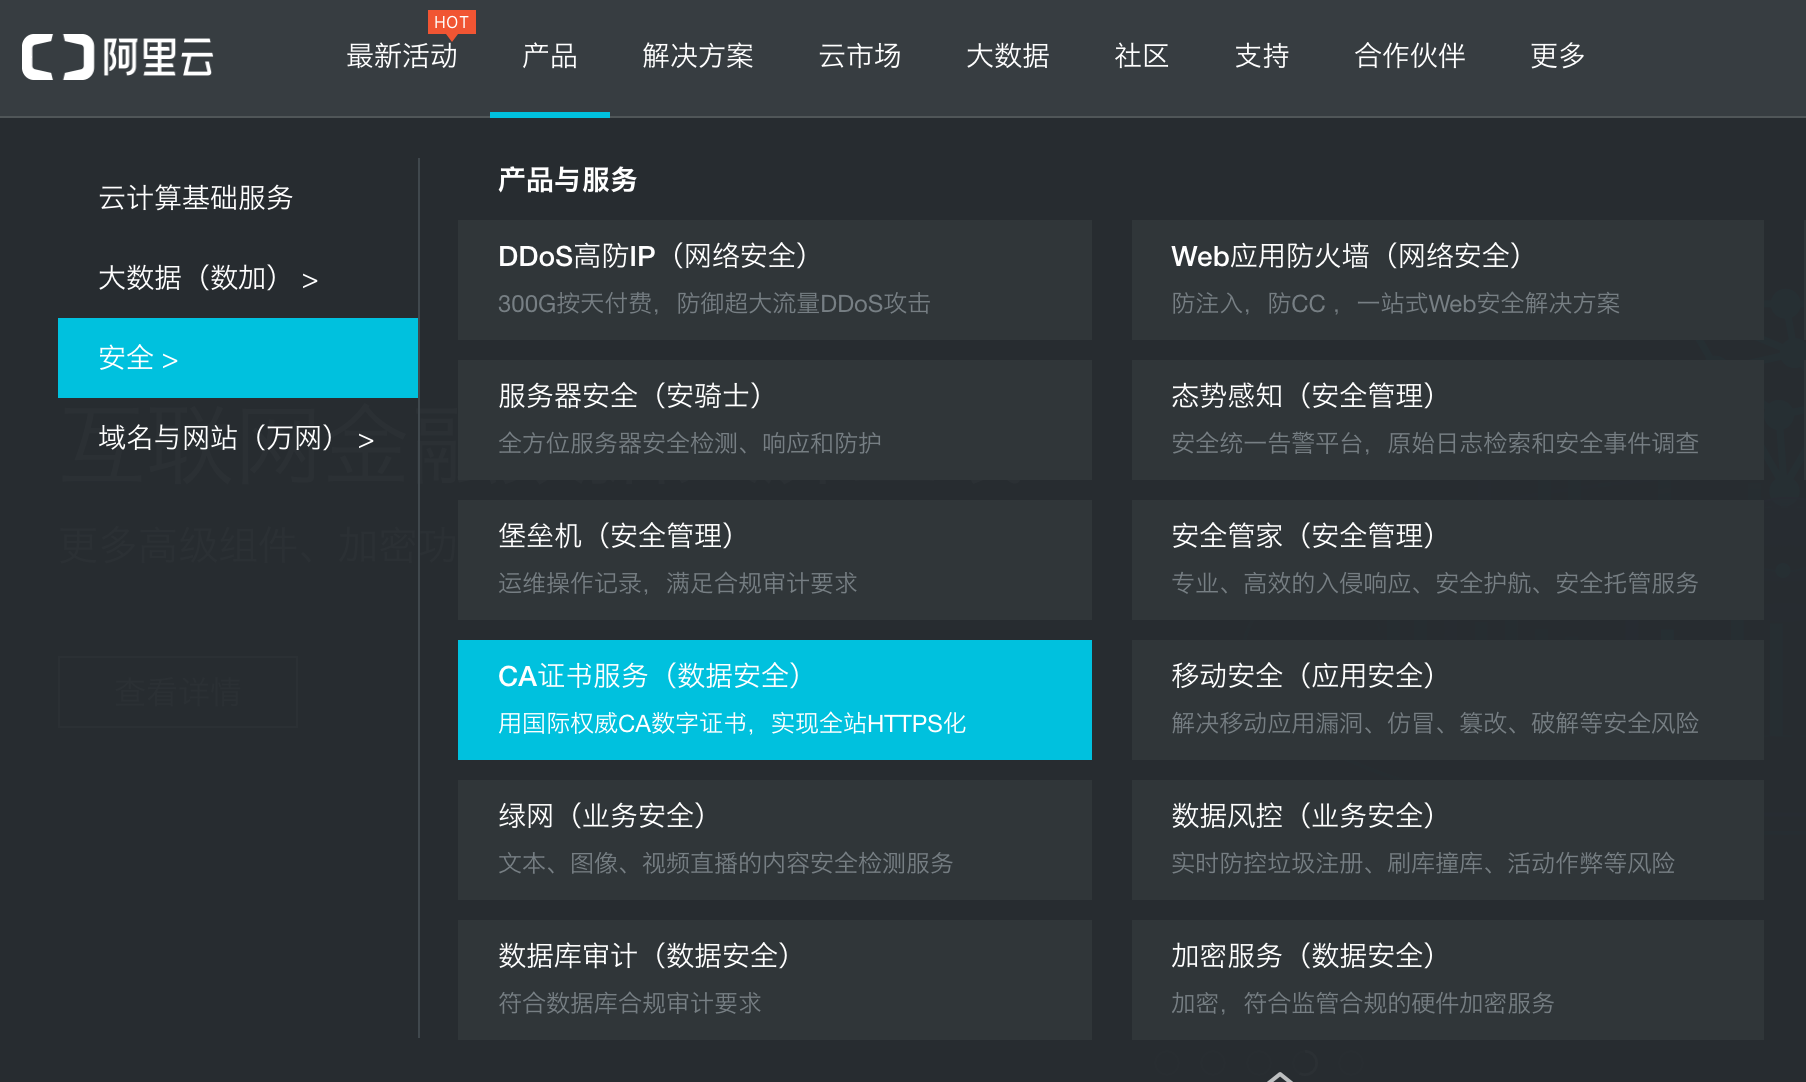 阿里云
HOT
最新活动 产品 解决方案 云市场 大数据 社区 支持 合作伙伴 更多
云计算基础服务
大数据（数加） >
安全 >
域名与网站（万网） >
产品与服务
DDoS高防IP（网络安全）
300G按天付费，防御超大流量DDoS攻击
Web应用防火墙（网络安全）
防注入，防CC ，一站式Web安全解决方案
服务器安全（安骑士）
全方位服务器安全检测、响应和防护
态势感知（安全管理）
安全统一告警平台，原始日志检索和安全事件调查
堡垒机（安全管理）
运维操作记录，满足合规审计要求
安全管家（安全管理）
专业、高效的入侵响应、安全护航、安全托管服务
CA证书服务（数据安全）
用国际权威CA数字证书，实现全站HTTPS化
移动安全（应用安全）
解决移动应用漏洞、仿冒、篡改、破解等安全风险
绿网（业务安全）
文本、图像、视频直播的内容安全检测服务
数据风控（业务安全）
实时防控垃圾注册、刷库撞库、活动作弊等风险
数据库审计（数据安全）
符合数据库合规审计要求
加密服务（数据安全）
加密，符合监管合规的硬件加密服务
互联网金融
更多高级组件、加密功
查看详情